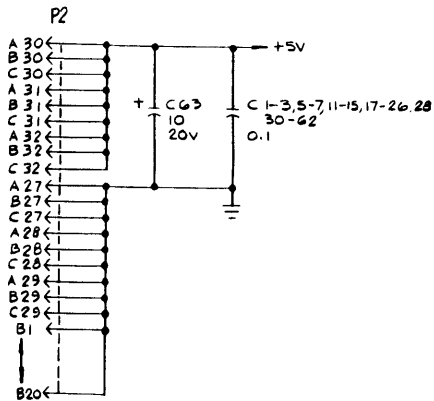 P2
A 30
B 30
C 30
A 31
B 31
C 31
A 32
B 32
C 32
A 27
B 27
C 27
A 28
B 28
C 28
A 29
B 29
C 29
B1
B20
+5V
+ C63
10
20V
C 1-3,5-7,11-15,17-26,28
30-62
0.1